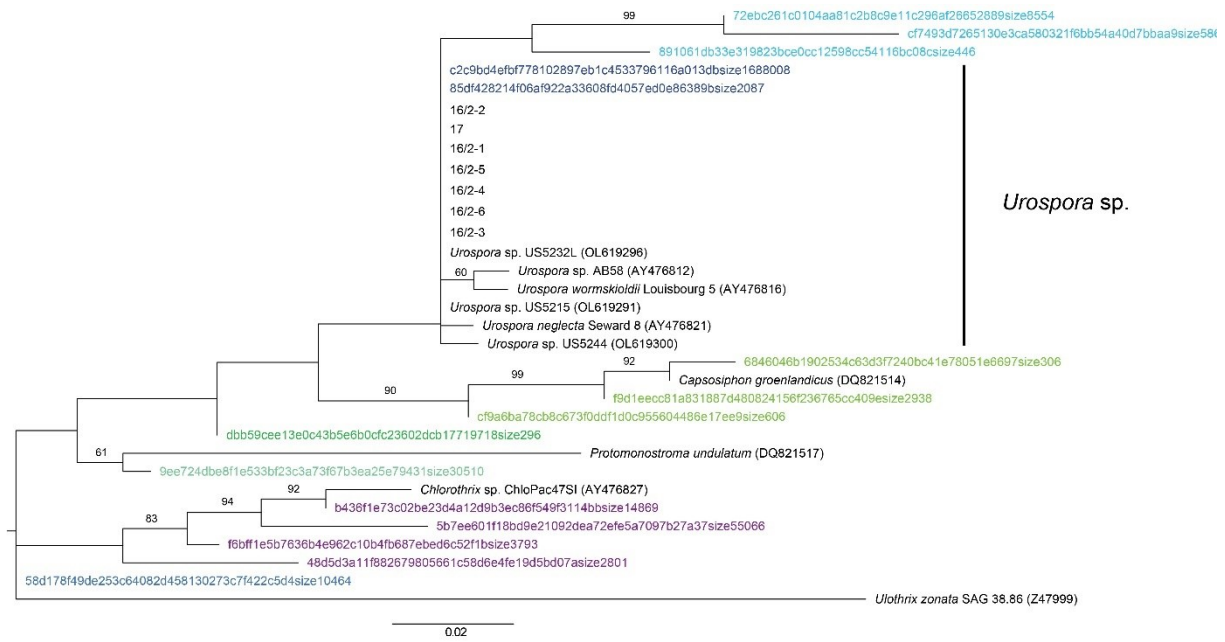 99
72ebc261c0104aa81c2b8c9e11c296af26652889size8554
cf7493d7265130e3ca580321f6bb54a40d7bbaa9size586
891061db33e319823bce0cc12598cc54116bc08csize446
c2c9bd4efbf778102897eb1c4533796116a013dbsize1688008
85df428214f06af922a33608fd4057ed0e86389bsize2087
16/2-2
17
16/2-1
16/2-5
16/2-4
16/2-6
16/2-3
Urospora sp.
Urospora sp. US5232L (OL619296)
60
Urospora sp. AB58 (AY476812)
Urospora wormskioldii Louisbourg 5 (AY476816)
Urospora sp. US5215 (OL619291)
Urospora neglecta Seward 8 (AY476821)
Urospora sp. US5244 (OL619300)
92
6846046b1902534c63d3f7240bc41e78051e6697size306
99
Capsosiphon groenlandicus (DQ821514)
90
f9d1eecc81a831887d480824156f236765cc409esize2938
cf9a6ba78cb8c673f0ddf1d0c955604486e17ee9size606
dbb59cee13e0c43b5e6b0cfc23602dcb17719718size296
61
Protomonostroma undulatum (DQ821517)
9ee724dbe8f1e533bf23c3a73f67b3ea25e79431size30510
92
Chlorothrix sp. ChloPac47SI (AY476827)
94
b436f1e73c02be23d4a12d9b3ec86f549f3114bbsize14869
83
5b7ee601f18bd9e21092dea72efe5a7097b27a37size55066
f6bff1e5b7636b4e962c10b4fb687ebed6c52f1bsize3793
48d5d3a11f882679805661c58d6e4fe19d5bd07asize2801
58d178f49de253c64082d458130273c7f422c5d4size10464
Ulothrix zonata SAG 38.86 (Z47999)
0.02